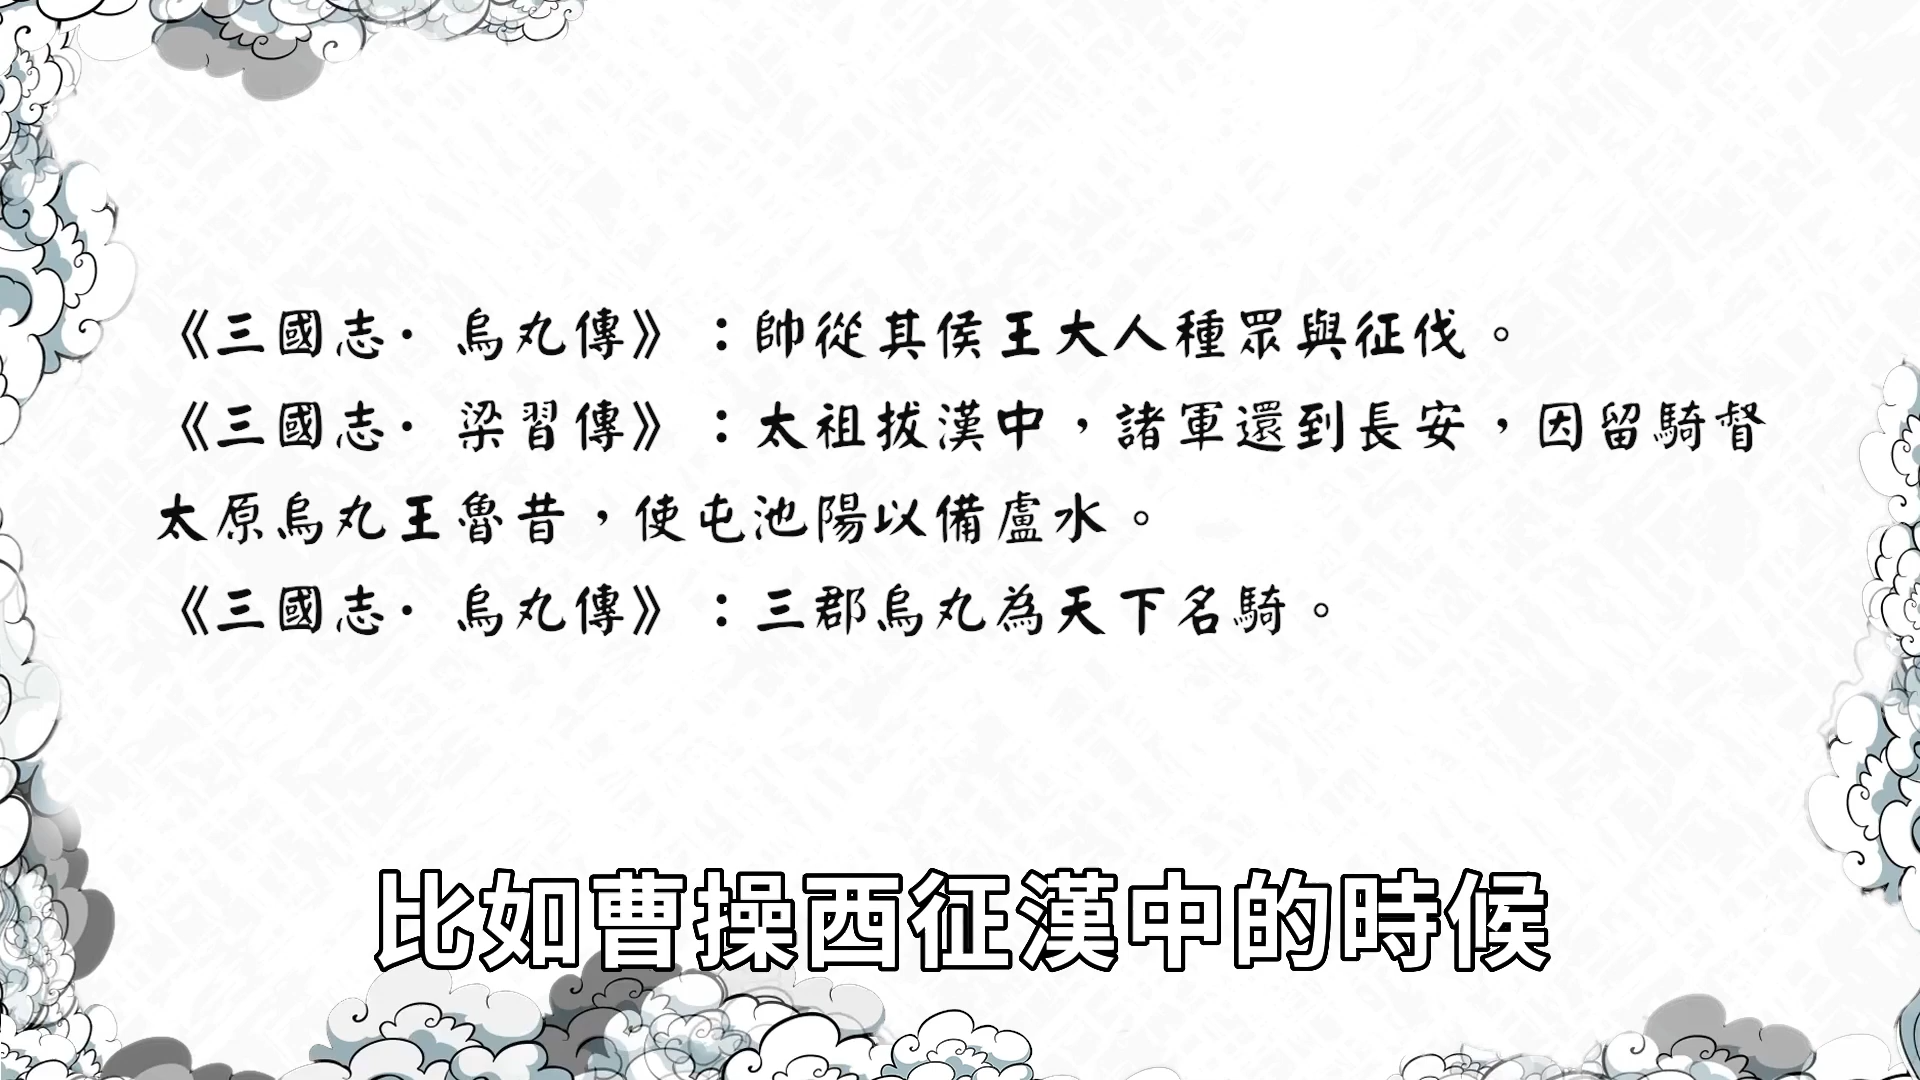 《三國志·烏丸傳》：帥從其侯王大人種眾與征伐。
《三國志·梁習傳》：太祖拔漢中，諸軍還到長安，因留騎督
太原烏丸王魯昔，使屯池陽以備盧水。
《三國志·烏丸傳》：三郡烏丸為天下名騎。
比如曹操西征漢中的時候